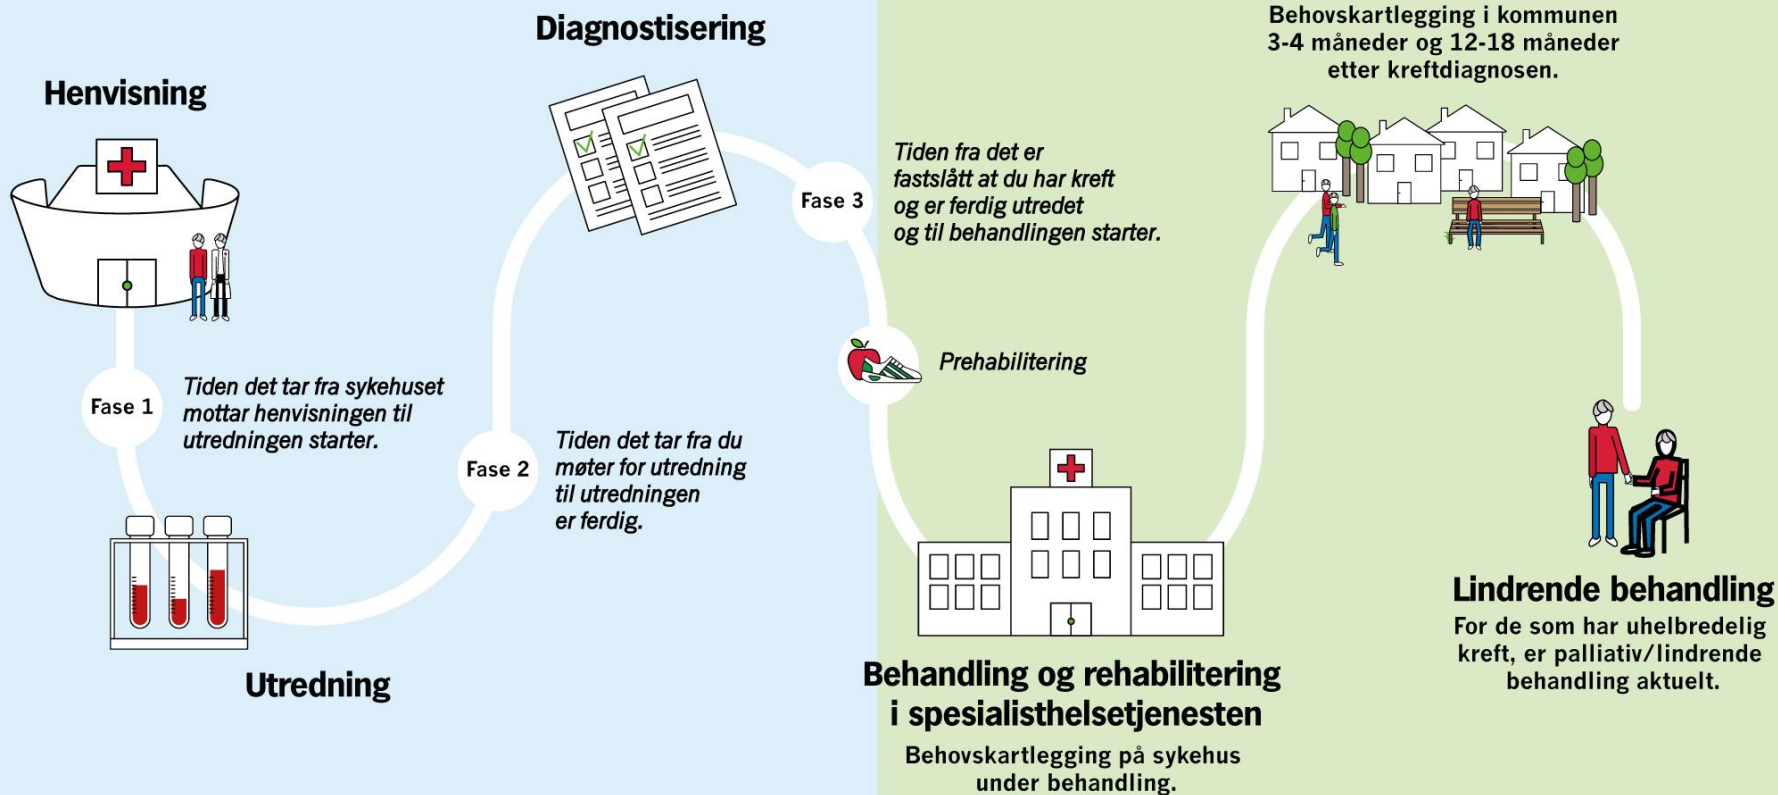 Henvisning
Fase 1
Tiden det tar fra sykehuset
mottar henvisningen til
utredningen starter.
Utredning
Fase 2
Tiden det tar fra du
møter for utredning
til utredningen
er ferdig.
Diagnostisering
Fase 3
Tiden fra det er
fastslått at du har kreft
og er ferdig utredet
og til behandlingen starter.
Prehabilitering
Behandling og rehabilitering
i spesialisthelsetjenesten
Behovskartlegging på sykehus
under behandling.
Behovskartlegging i kommunen
3-4 måneder og 12-18 måneder
etter kreftdiagnosen.
Lindrende behandling
For de som har uhelbredelig
kreft, er palliativ/lindrende
behandling aktuelt.